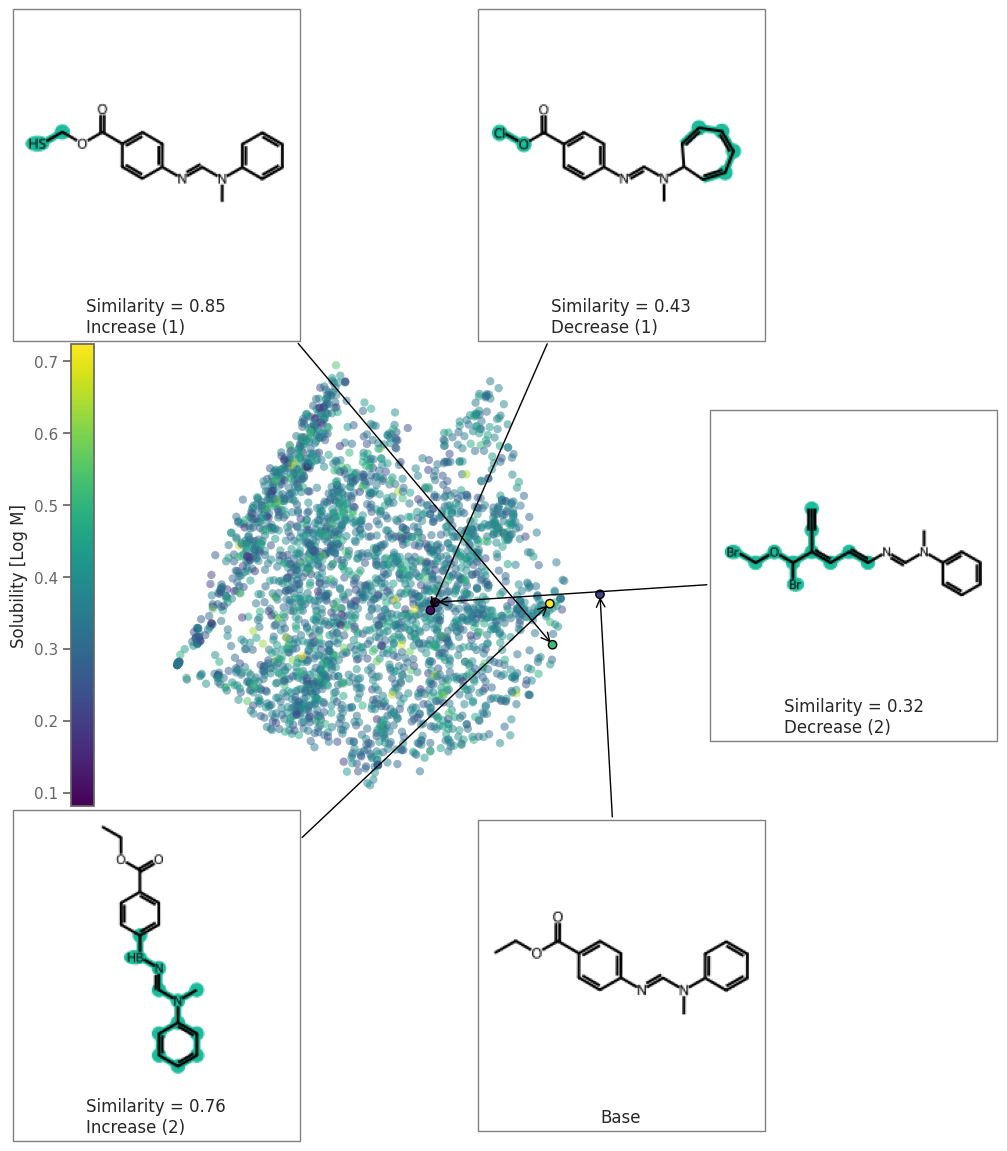 O
HS
O
N
N
Similarity = 0.85
Increase (1)
O
Cl
O
N
N
Similarity = 0.43
Decrease (1)
0.7
0.6
0.5
0.4
0.3
0.2
0.1
Solubility [Log M]
Br
O
Br
N
N
Similarity = 0.32
Decrease (2)
O
O
HB
N
N
Similarity = 0.76
Increase (2)
O
O
N
N
Base